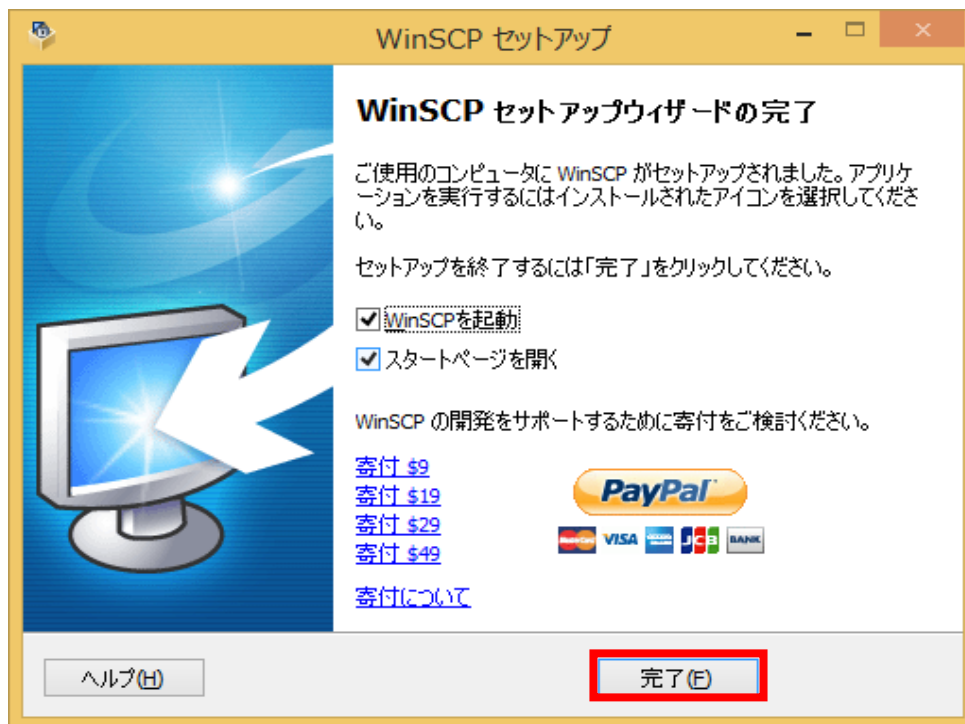 WinSCP セットアップ
WinSCP セットアップウィザードの完了
ご使用のコンピュータに WinSCP がセットアップされました。アプリケ
ーションを実行するにはインストールされたアイコンを選択してくださ
い。
セットアップを終了するには「完了」をクリックしてください。
WinSCPを起動
スタートページを開く
WinSCP の開発をサポートするために寄付をご検討ください。
寄付 $9
寄付 $19
寄付 $29
寄付 $49
PayPal
MasterCard VISA JCB BANK
寄付について
ヘルプ(H)
完了(F)